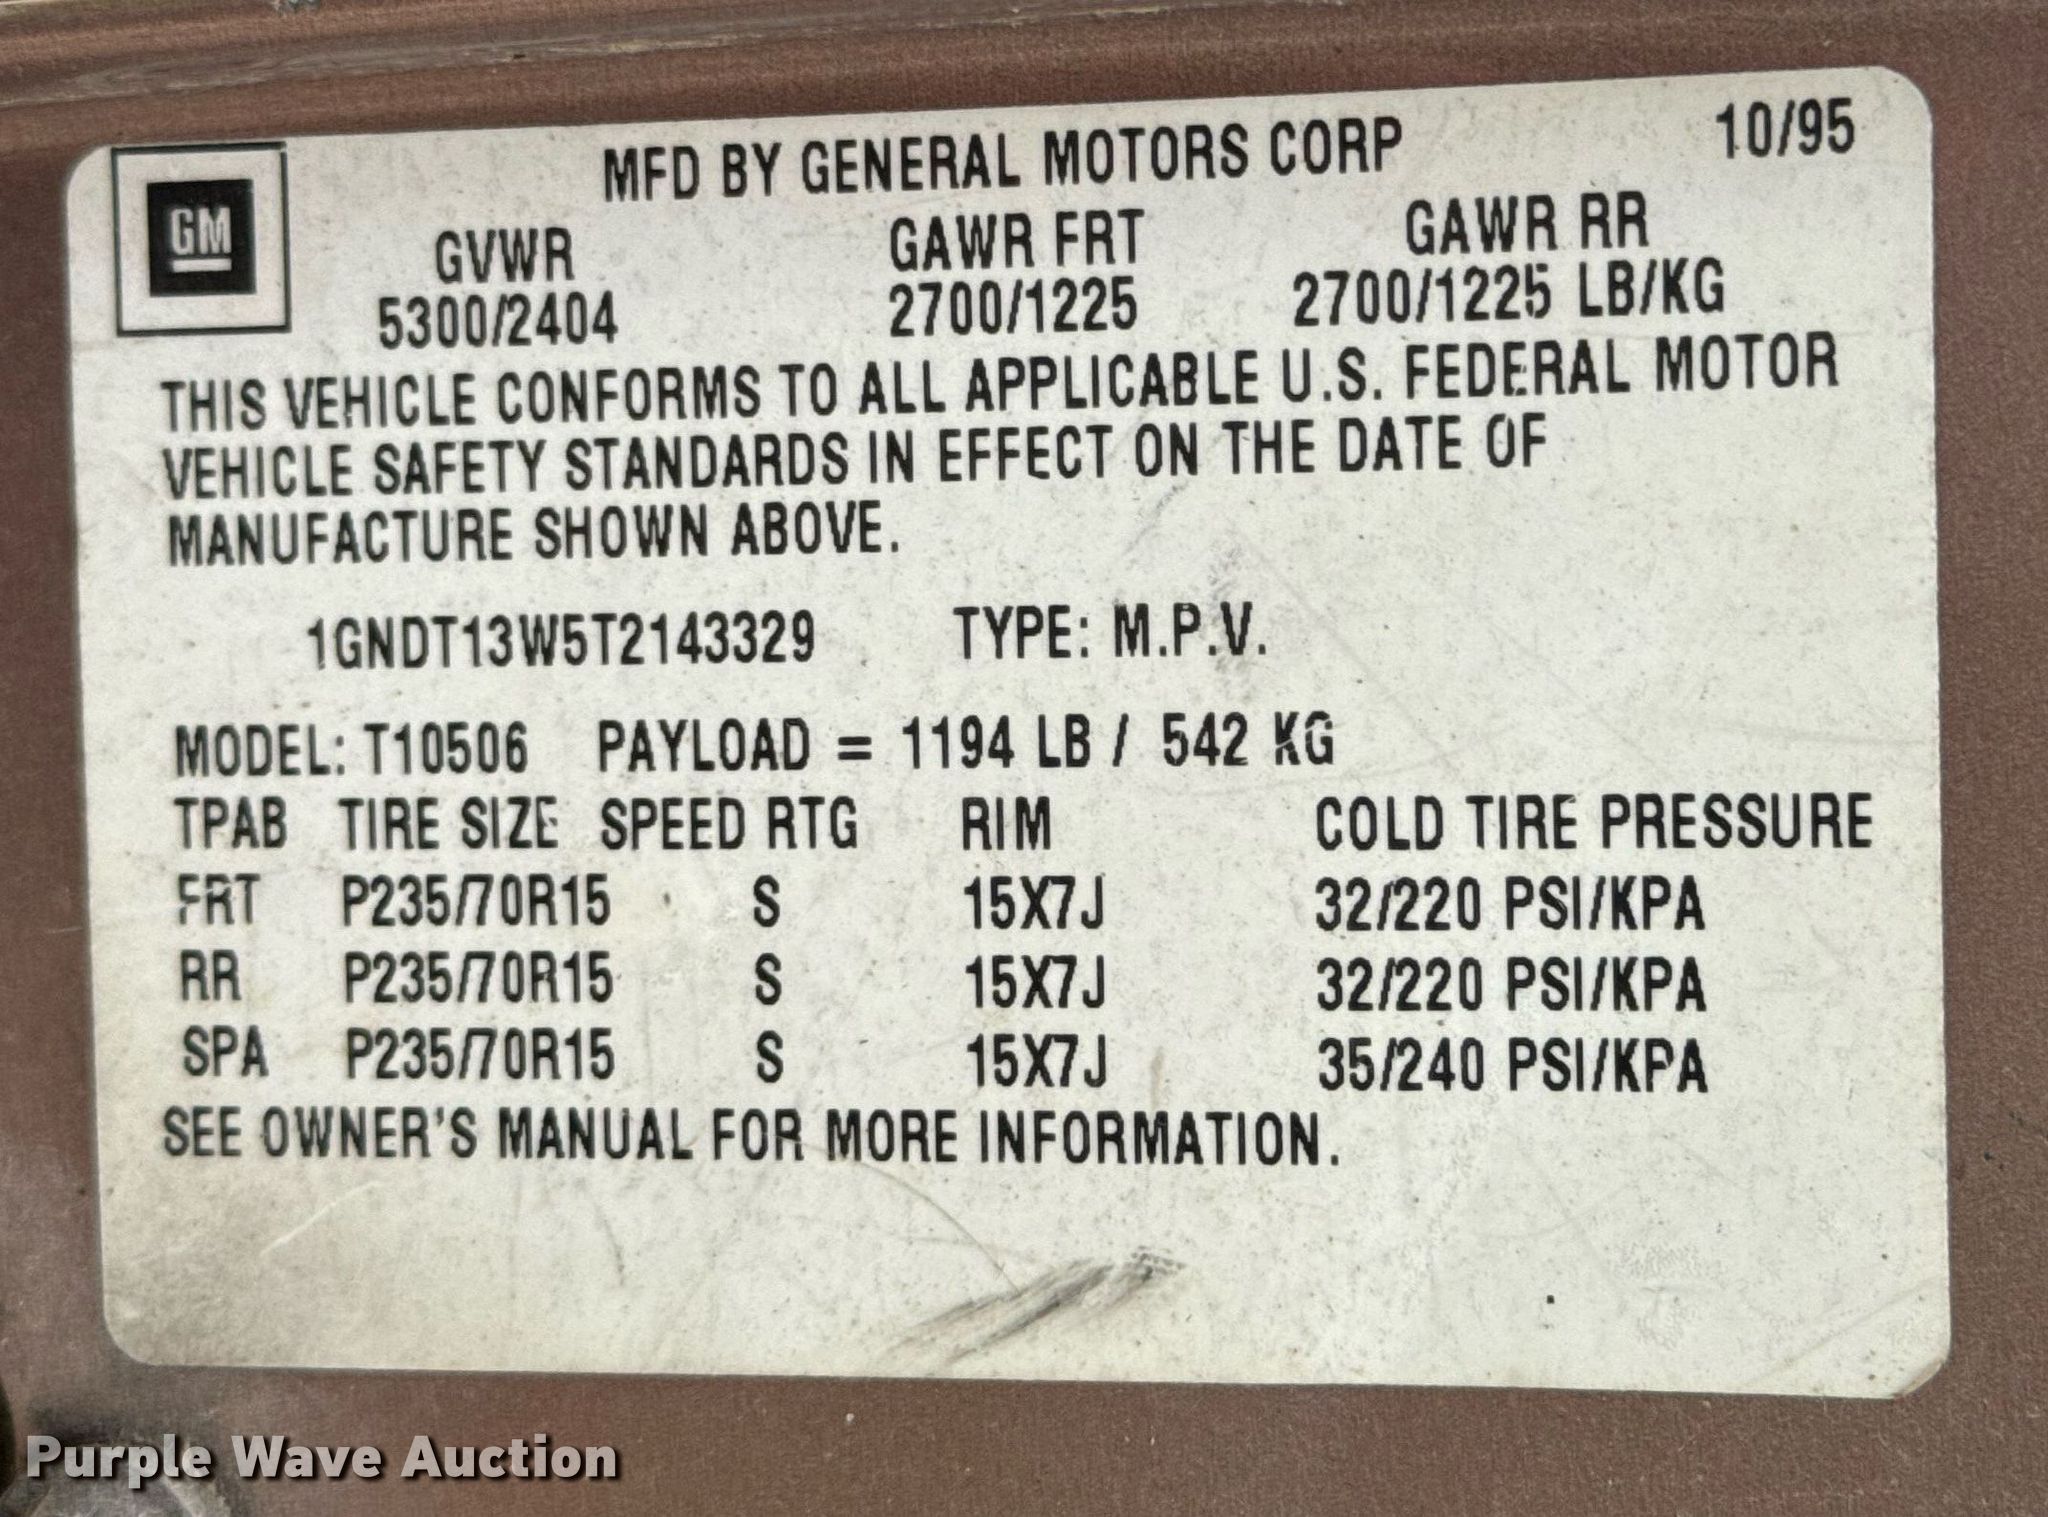 MFD BY GENERAL MOTORS CORP 10/95
GM
GVWR GAWR FRT GAWR RR
5300/2404 2700/1225 2700/1225 LB/KG
THIS VEHICLE CONFORMS TO ALL APPLICABLE U.S. FEDERAL MOTOR
VEHICLE SAFETY STANDARDS IN EFFECT ON THE DATE OF
MANUFACTURE SHOWN ABOVE.
1GNDT13W5T2143329 TYPE: M.P.V.
MODEL: T10506 PAYLOAD = 1194 LB / 542 KG
TPAB TIRE SIZE SPEED RTG RIM COLD TIRE PRESSURE
FRT P235/70R15 S 15X7J 32/220 PSI/KPA
RR P235/70R15 S 15X7J 32/220 PSI/KPA
SPA P235/70R15 S 15X7J 35/240 PSI/KPA
SEE OWNER'S MANUAL FOR MORE INFORMATION.
Purple Wave Auction